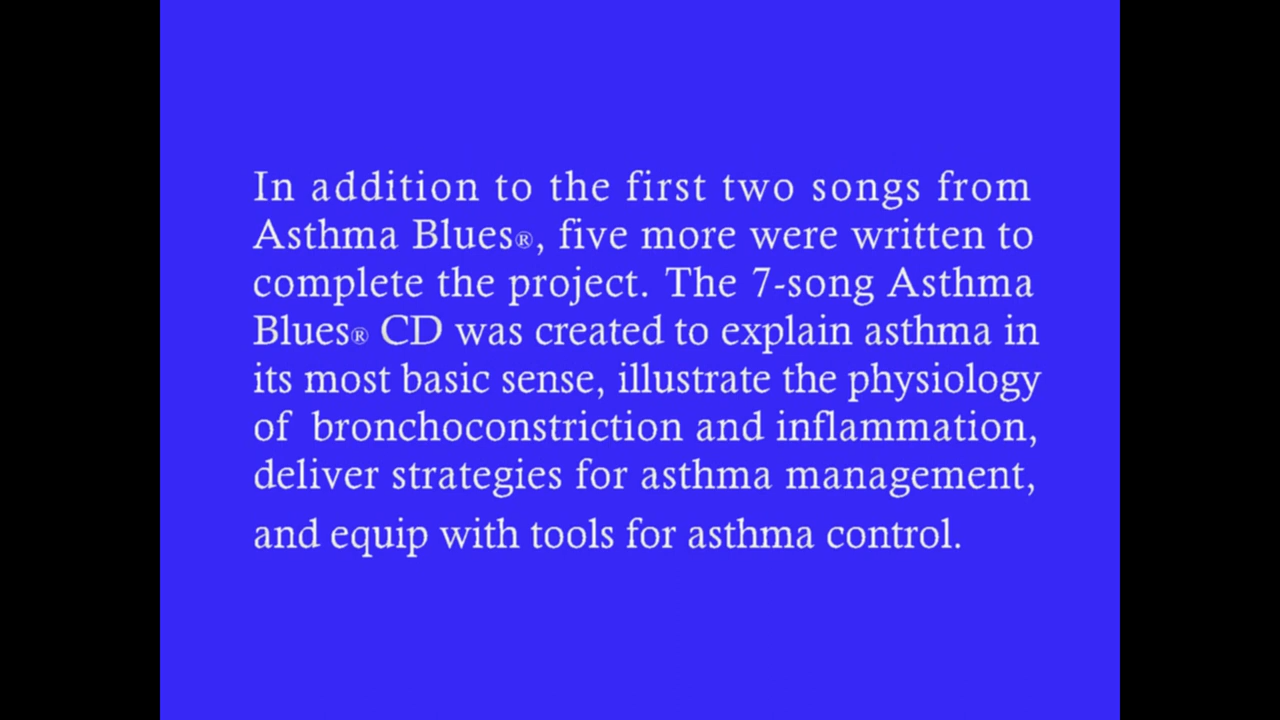 In addition to the first two songs from
Asthma Blues®, five more were written to
complete the project. The 7-song Asthma
Blues® CD was created to explain asthma in
its most basic sense, illustrate the physiology
of bronchoconstriction and inflammation,
deliver strategies for asthma management,
and equip with tools for asthma control.